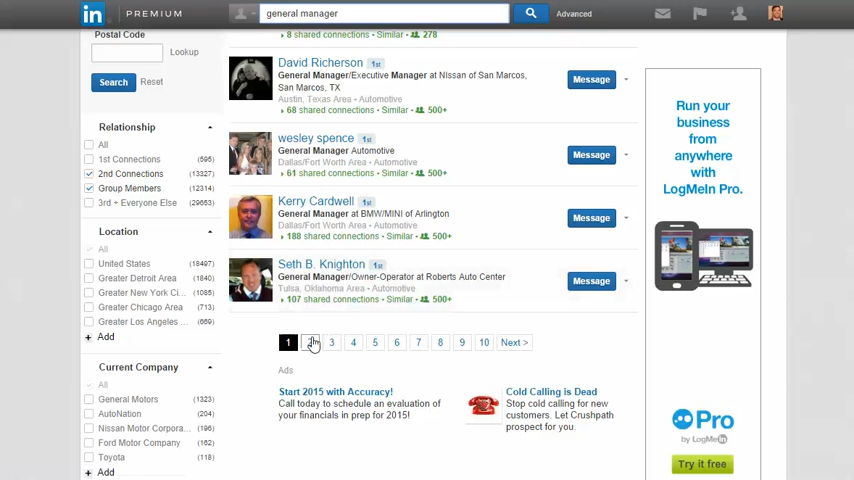 in PREMIUM general manager Advanced
Postal Code
Lookup
Search Reset
Relationship
All
1st Connections (595)
2nd Connections (13327)
Group Members (12314)
3rd + Everyone Else (29653)
Location
All
United States (18497)
Greater Detroit Area (1840)
Greater New York Ci... (1085)
Greater Chicago Area (713)
Greater Los Angeles ... (669)
Add
Current Company
All
General Motors (1323)
AutoNation (204)
Nissan Motor Corpora... (196)
Ford Motor Company (162)
Toyota (118)
Add
8 shared connections • Similar • 278
David Richerson 1st
General Manager/Executive Manager at Nissan of San Marcos,
San Marcos, TX
Austin, Texas Area • Automotive
68 shared connections • Similar • 500+
Message
wesley spence 1st
General Manager Automotive
Dallas/Fort Worth Area • Automotive
61 shared connections • Similar • 500+
Message
Kerry Cardwell 1st
General Manager at BMW/MINI of Arlington
Dallas/Fort Worth Area • Automotive
188 shared connections • Similar • 500+
Message
Seth B. Knighton 1st
General Manager/Owner-Operator at Roberts Auto Center
Tulsa, Oklahoma Area • Automotive
107 shared connections • Similar • 500+
Message
1 2 3 4 5 6 7 8 9 10 Next >
Ads
Start 2015 with Accuracy!
Call today to schedule an evaluation of
your financials in prep for 2015!
Cold Calling is Dead
Stop cold calling for new
customers. Let Crushpath
prospect for you.
Run your
business
from
anywhere
with
LogMeIn Pro.
Pro
by LogMeIn
Try it free